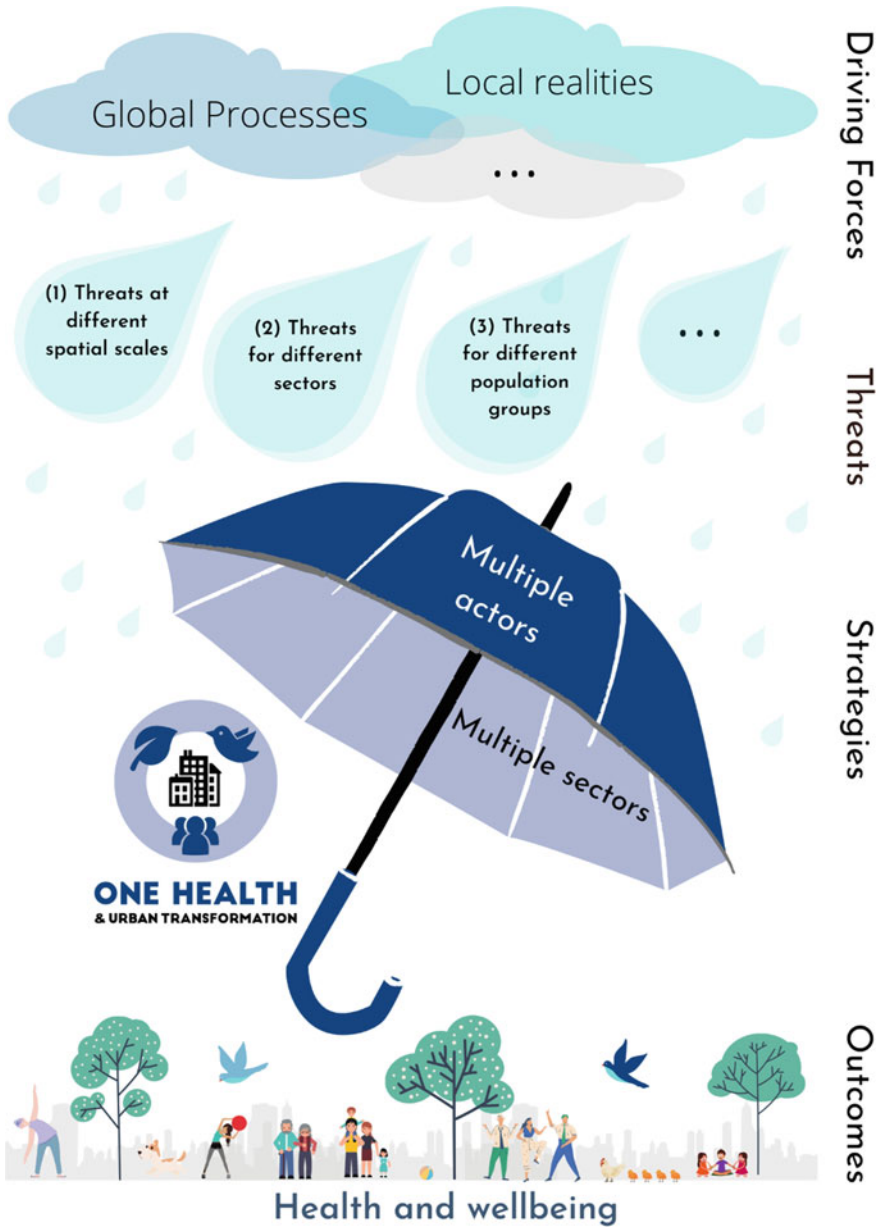 Global Processes
Local realities
...
Driving Forces
(1) Threats at
different
spatial scales
(2) Threats
for different
sectors
(3) Threats
for different
population
groups
...
Threats
Multiple
actors
Multiple sectors
Strategies
ONE HEALTH
& URBAN TRANSFORMATION
Outcomes
Health and wellbeing